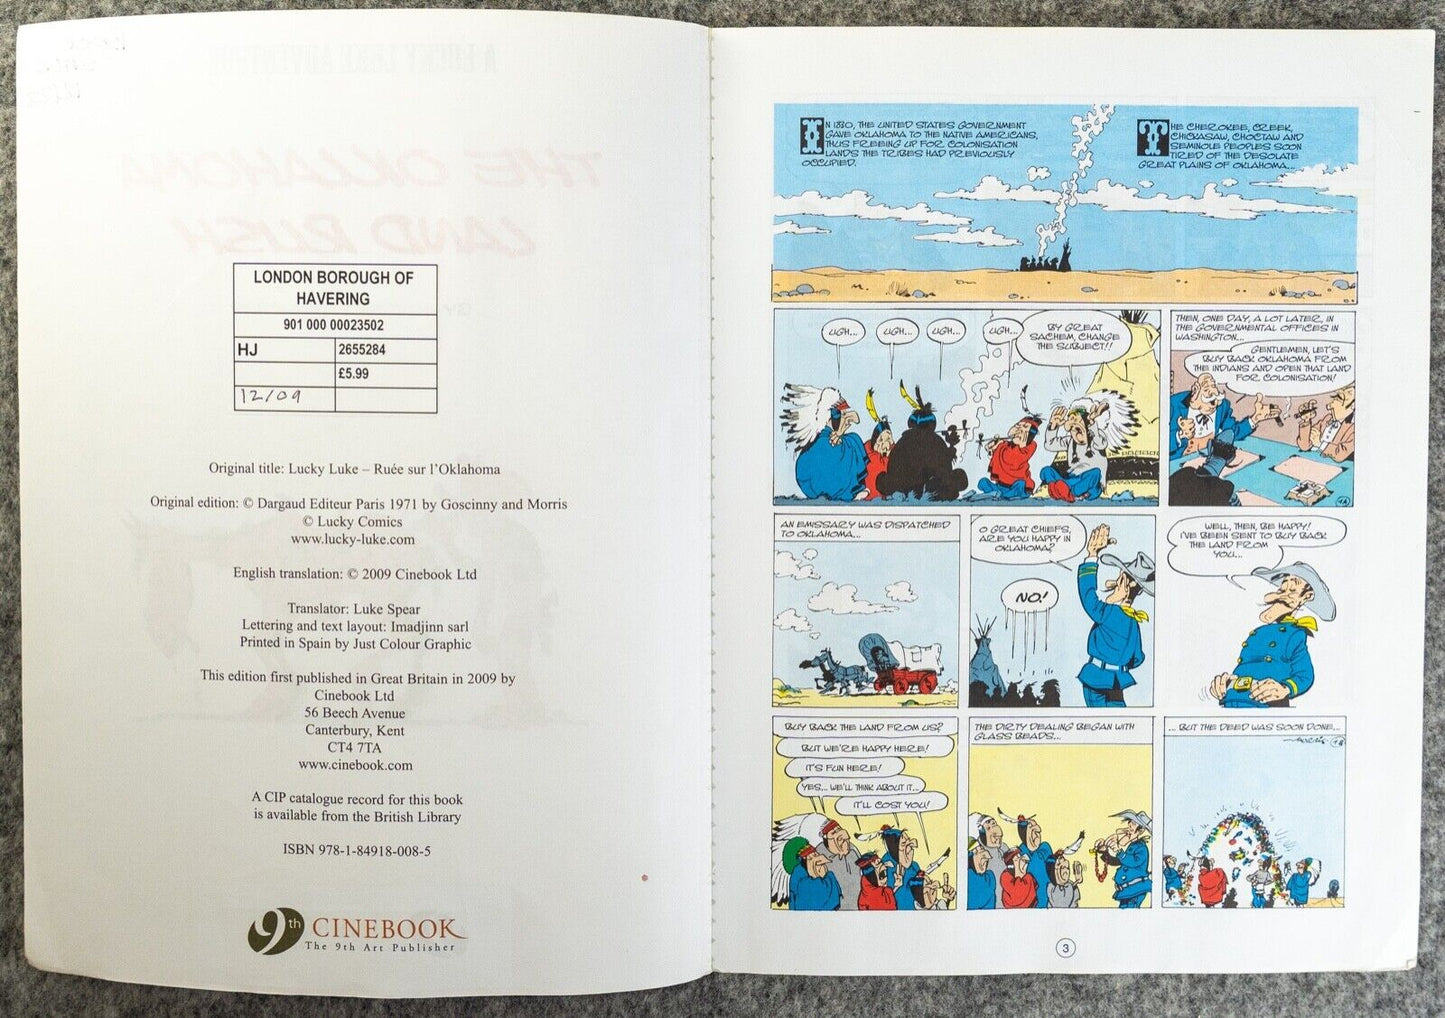 LONDON BOROUGH OF
HAVERING
901 000 00023502
HJ 2655284
£5.99
12/09
Original title: Lucky Luke – Ruée sur l'Oklahoma
Original edition: © Dargaud Editeur Paris 1971 by Goscinny and Morris
© Lucky Comics
www.lucky-luke.com
English translation: © 2009 Cinebook Ltd
Translator: Luke Spear
Lettering and text layout: Imadjinn sarl
Printed in Spain by Just Colour Graphic
This edition first published in Great Britain in 2009 by
Cinebook Ltd
56 Beech Avenue
Canterbury, Kent
CT4 7TA
www.cinebook.com
A CIP catalogue record for this book
is available from the British Library
ISBN 978-1-84918-008-5
9th CINEBOOK
The 9th Art Publisher
IN 1830, THE UNITED STATES GOVERNMENT
GAVE OKLAHOMA TO THE NATIVE AMERICANS,
THUS FREEING UP FOR COLONISATION
LANDS THE TRIBES HAD PREVIOUSLY
OCCUPIED.
THE CHEROKEE, CREEK,
CHICKASAW, CHOCTAW AND
SEMINOLE PEOPLES SOON
TIRED OF THE DESOLATE
GREAT PLAINS OF OKLAHOMA...
UGH...
UGH...
UGH...
UGH...
BY GREAT
SACHEM, CHANGE
THE SUBJECT!!
THEN, ONE DAY, A LOT LATER, IN
THE GOVERNMENTAL OFFICES IN
WASHINGTON...
GENTLEMEN, LET'S
BUY BACK OKLAHOMA FROM
THE INDIANS AND OPEN THAT LAND
FOR COLONISATION!
1A
AN EMISSARY WAS DISPATCHED
TO OKLAHOMA...
O GREAT CHIEFS,
ARE YOU HAPPY IN
OKLAHOMA?
NO!
WELL, THEN, BE HAPPY!
I'VE BEEN SENT TO BUY BACK
THE LAND FROM
YOU...
BUY BACK THE LAND FROM US?
BUT WE'RE HAPPY HERE!
IT'S FUN HERE!
YES... WE'LL THINK ABOUT IT...
IT'LL COST YOU!
THE DIRTY DEALING BEGAN WITH
GLASS BEADS...
... BUT THE DEED WAS SOON DONE...
MORRIS 1B
3